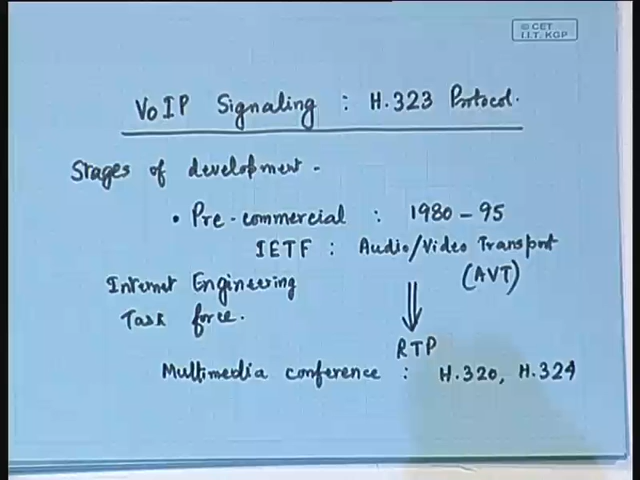 © CET
I.I.T. KGP
VoIP Signaling : H.323 Protocol.
Stages of development.
• Pre-commercial : 1980-95
IETF : Audio/Video Transport
(AVT)
Internet Engineering
Task force.
RTP
Multimedia conference : H.320, H.324